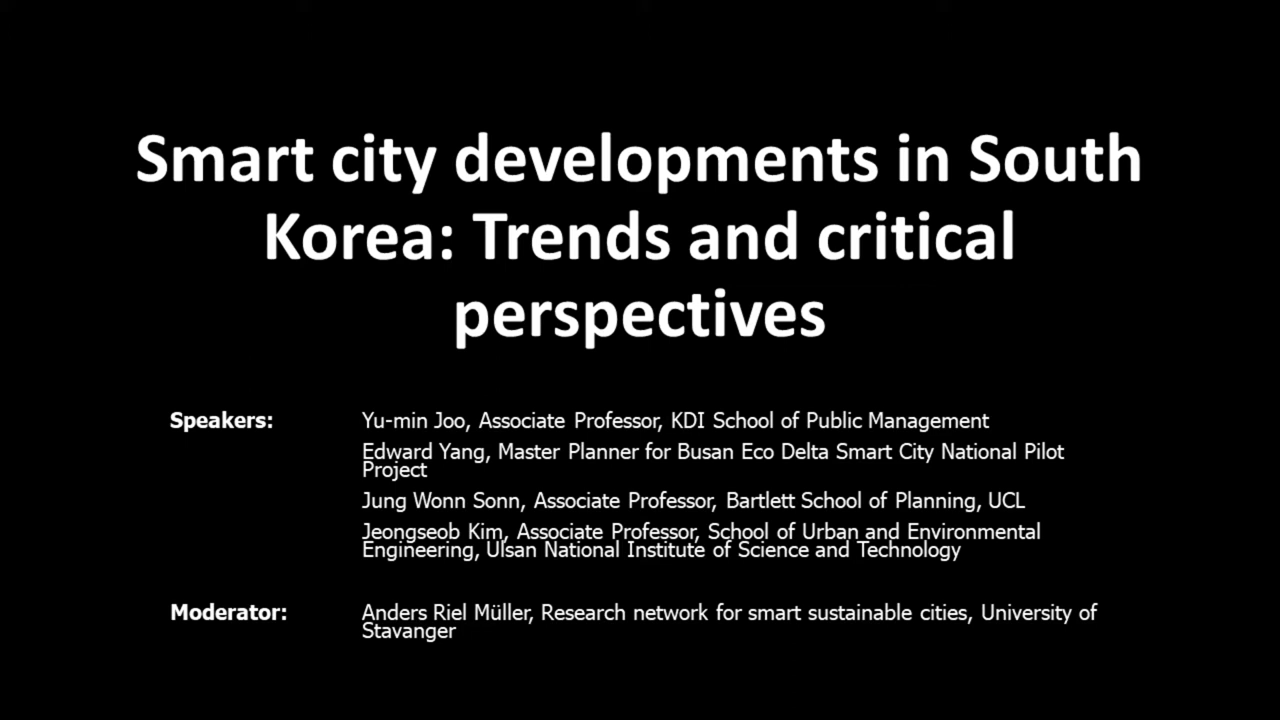 Smart city developments in South
Korea: Trends and critical
perspectives
Speakers: Yu-min Joo, Associate Professor, KDI School of Public Management
Edward Yang, Master Planner for Busan Eco Delta Smart City National Pilot
Project
Jung Wonn Sonn, Associate Professor, Bartlett School of Planning, UCL
Jeongseob Kim, Associate Professor, School of Urban and Environmental
Engineering, Ulsan National Institute of Science and Technology
Moderator: Anders Riel Müller, Research network for smart sustainable cities, University of
Stavanger